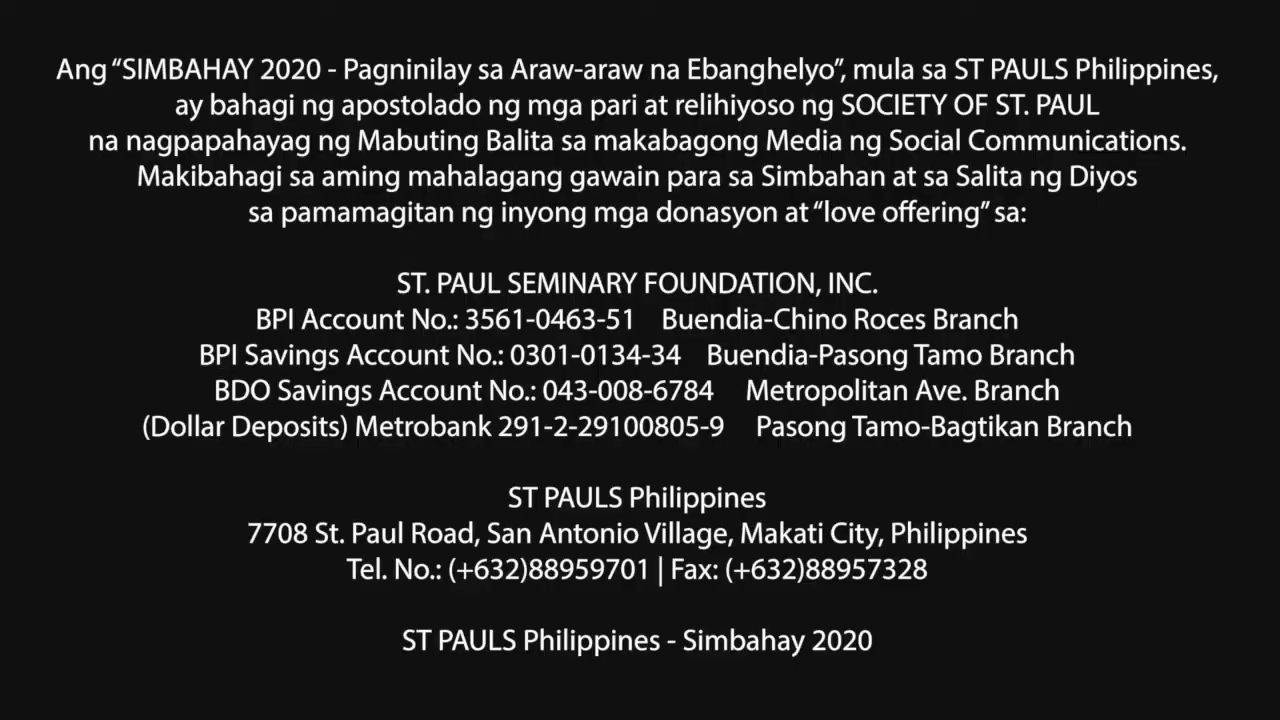 Ang “SIMBAHAY 2020 - Pagninilay sa Araw-araw na Ebanghelyo”, mula sa ST PAULS Philippines,
ay bahagi ng apostolado ng mga pari at relihiyoso ng SOCIETY OF ST. PAUL
na nagpapahayag ng Mabuting Balita sa makabagong Media ng Social Communications.
Makibahagi sa aming mahalagang gawain para sa Simbahan at sa Salita ng Diyos
sa pamamagitan ng inyong mga donasyon at “love offering” sa:
ST. PAUL SEMINARY FOUNDATION, INC.
BPI Account No.: 3561-0463-51 Buendia-Chino Roces Branch
BPI Savings Account No.: 0301-0134-34 Buendia-Pasong Tamo Branch
BDO Savings Account No.: 043-008-6784 Metropolitan Ave. Branch
(Dollar Deposits) Metrobank 291-2-29100805-9 Pasong Tamo-Bagtikan Branch
ST PAULS Philippines
7708 St. Paul Road, San Antonio Village, Makati City, Philippines
Tel. No.: (+632)88959701 | Fax: (+632)88957328
ST PAULS Philippines - Simbahay 2020